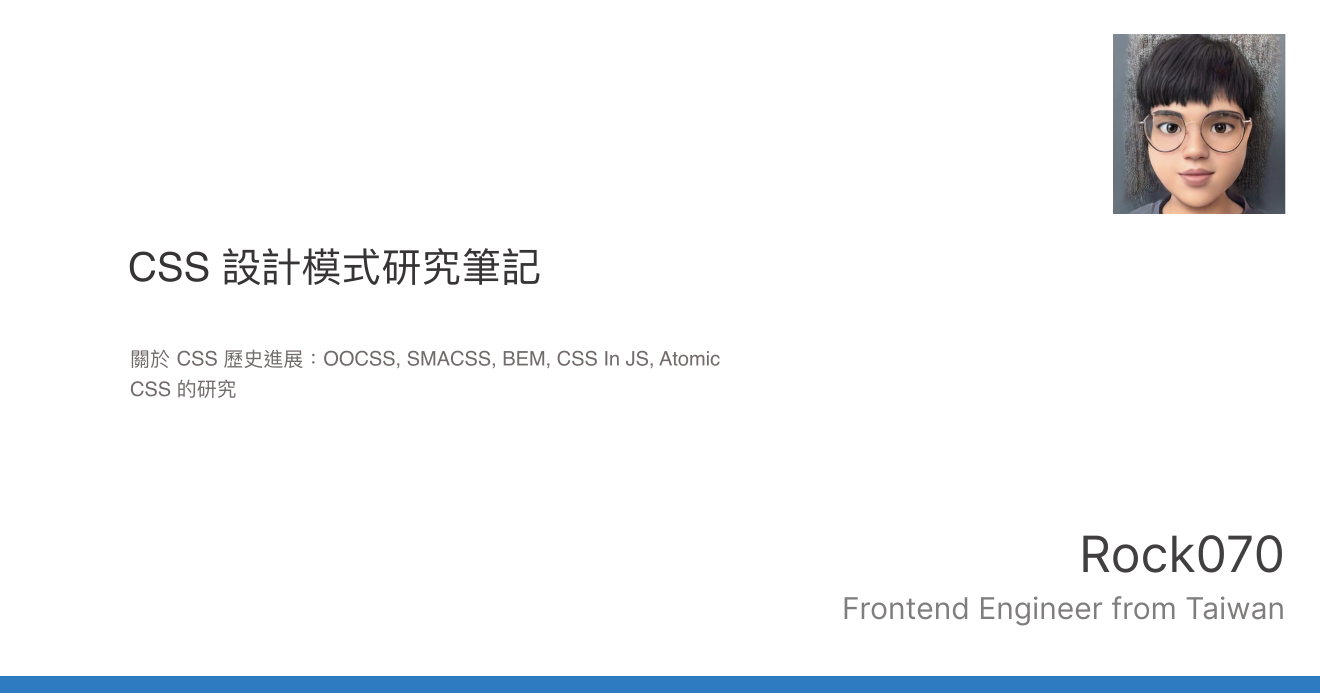 CSS 設計模式研究筆記
關於 CSS 歷史進展：OOCSS, SMACSS, BEM, CSS In JS, Atomic
CSS 的研究
Rock070
Frontend Engineer from Taiwan